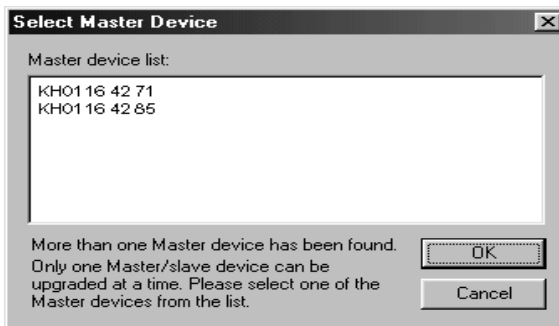 Select Master Device
Master device list:
KH01 16 42 71
KH01 16 42 85
More than one Master device has been found.
Only one Master/slave device can be
upgraded at a time. Please select one of the
Master devices from the list.
OK
Cancel